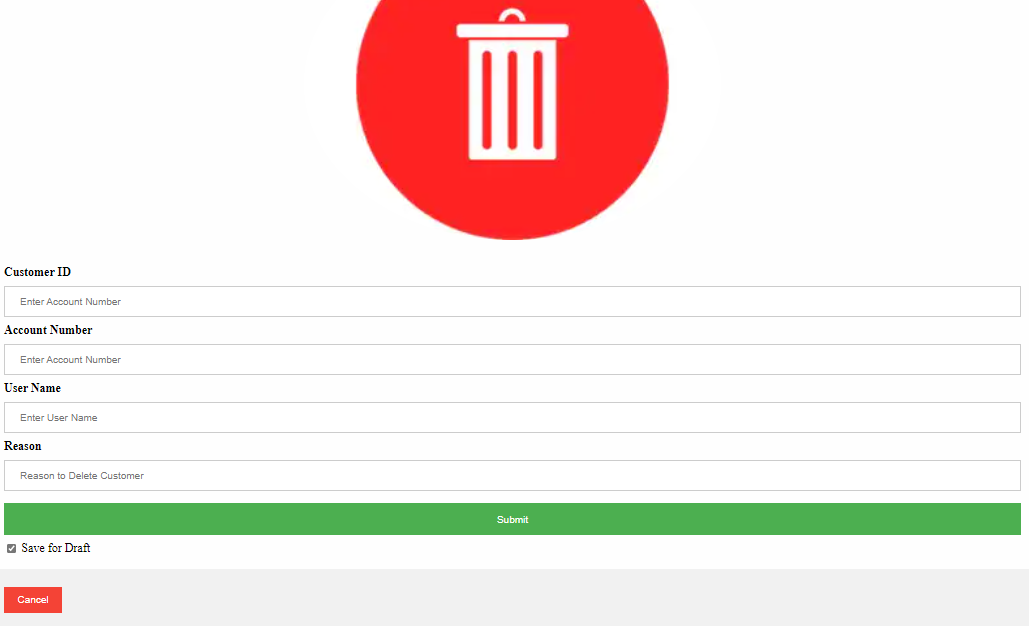 Customer ID
Enter Account Number
Account Number
Enter Account Number
User Name
Enter User Name
Reason
Reason to Delete Customer
Submit
Save for Draft
Cancel